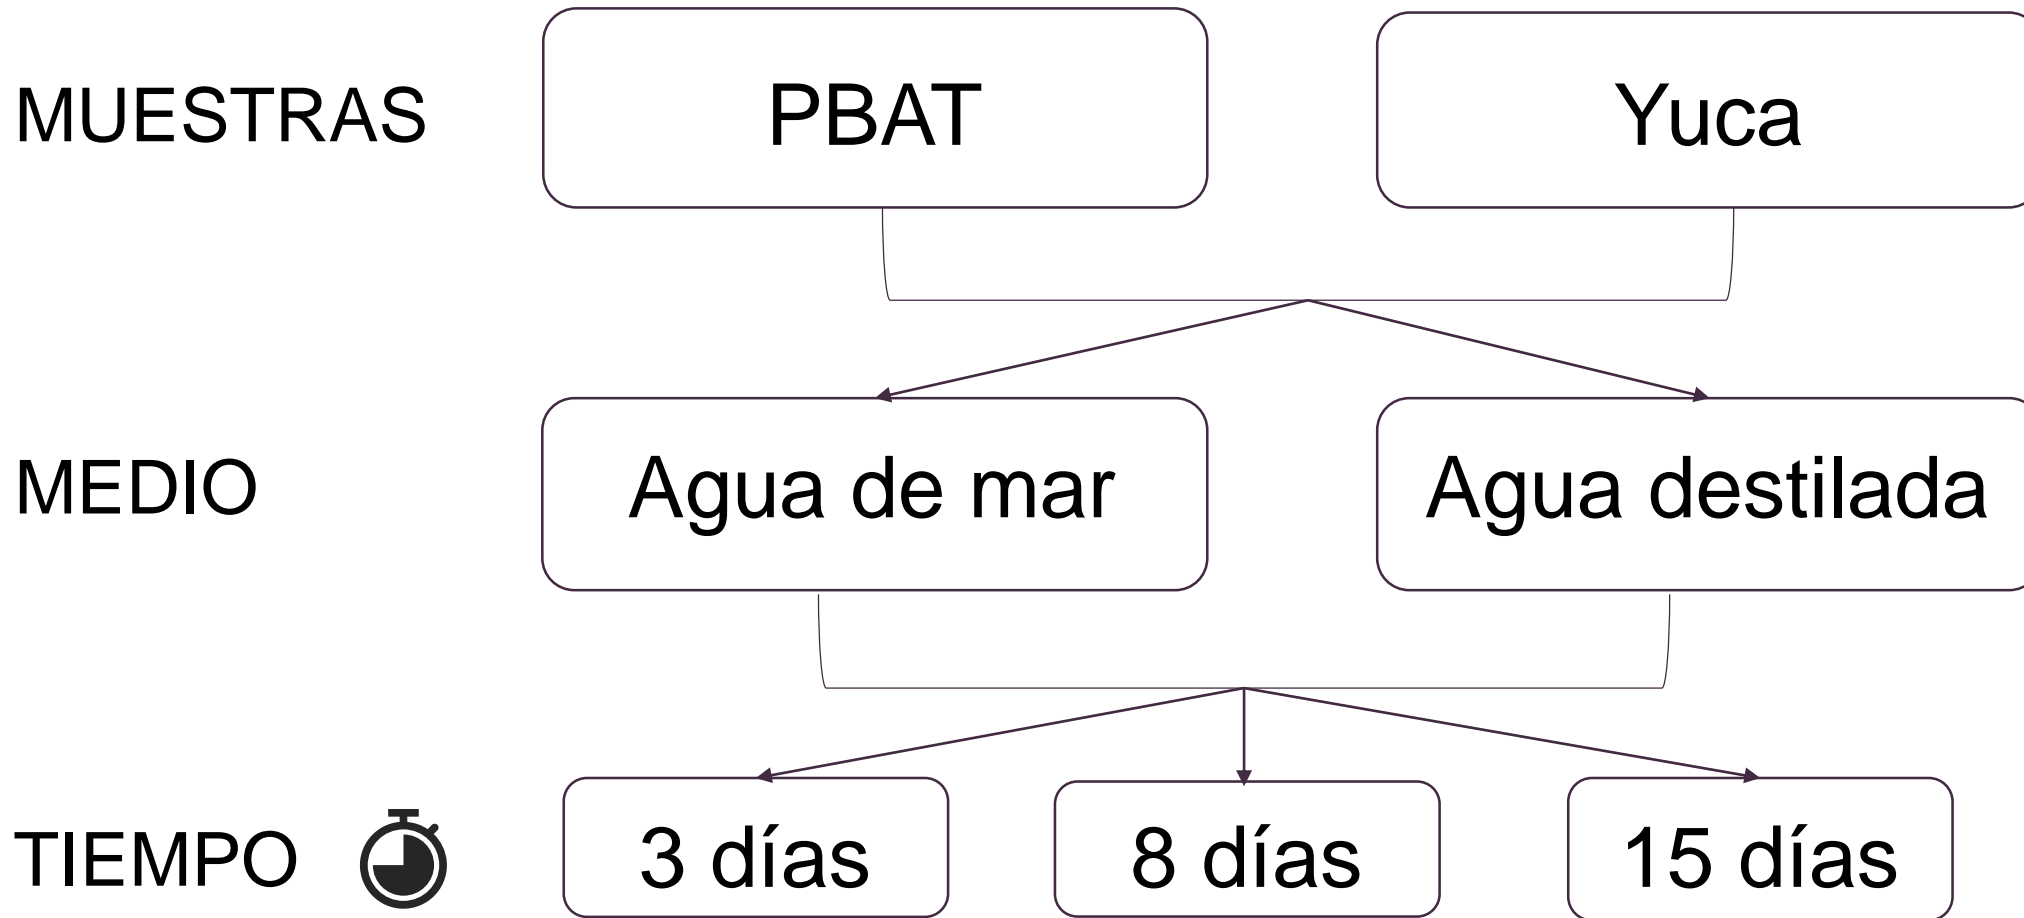 MUESTRAS PBAT Yuca
MEDIO Agua de mar Agua destilada
TIEMPO 3 días 8 días 15 días